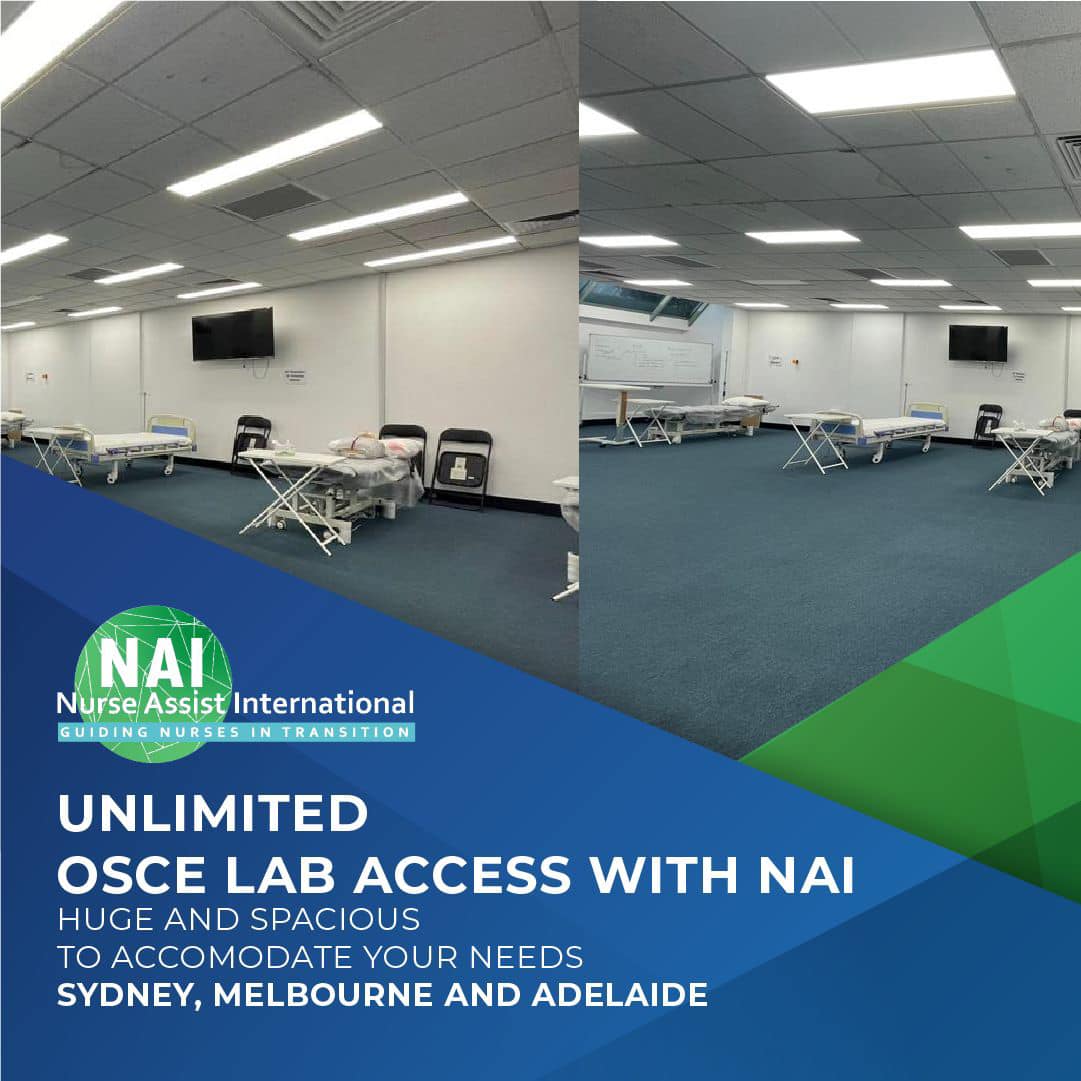 NAI
Nurse Assist International
GUIDING NURSES IN TRANSITION
UNLIMITED
OSCE LAB ACCESS WITH NAI
HUGE AND SPACIOUS
TO ACCOMODATE YOUR NEEDS
SYDNEY, MELBOURNE AND ADELAIDE